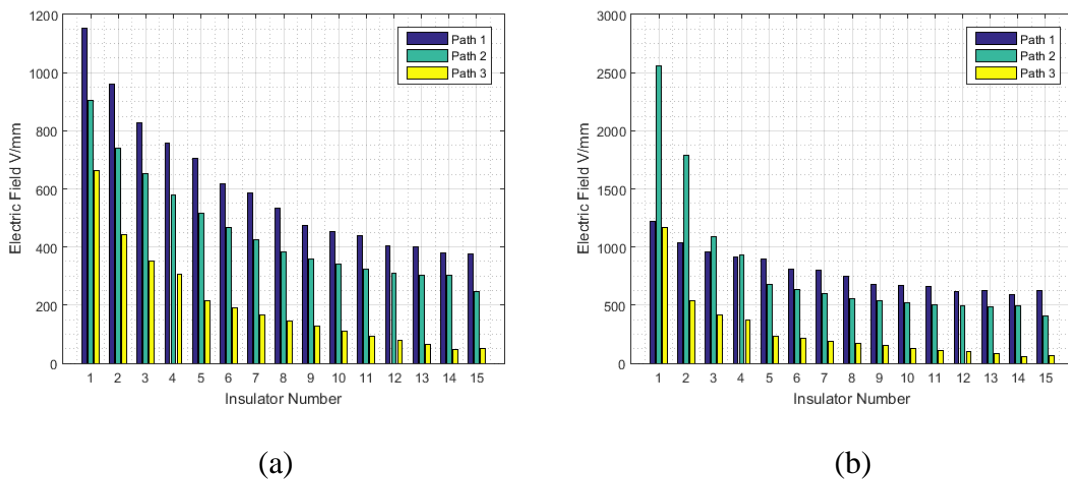 1200
1000
800
600
400
200
0
Electric Field V/mm
Path 1
Path 2
Path 3
1 2 3 4 5 6 7 8 9 10 11 12 13 14 15
Insulator Number
(a)
3000
2500
2000
1500
1000
500
0
Electric Field V/mm
Path 1
Path 2
Path 3
1 2 3 4 5 6 7 8 9 10 11 12 13 14 15
Insulator Number
(b)